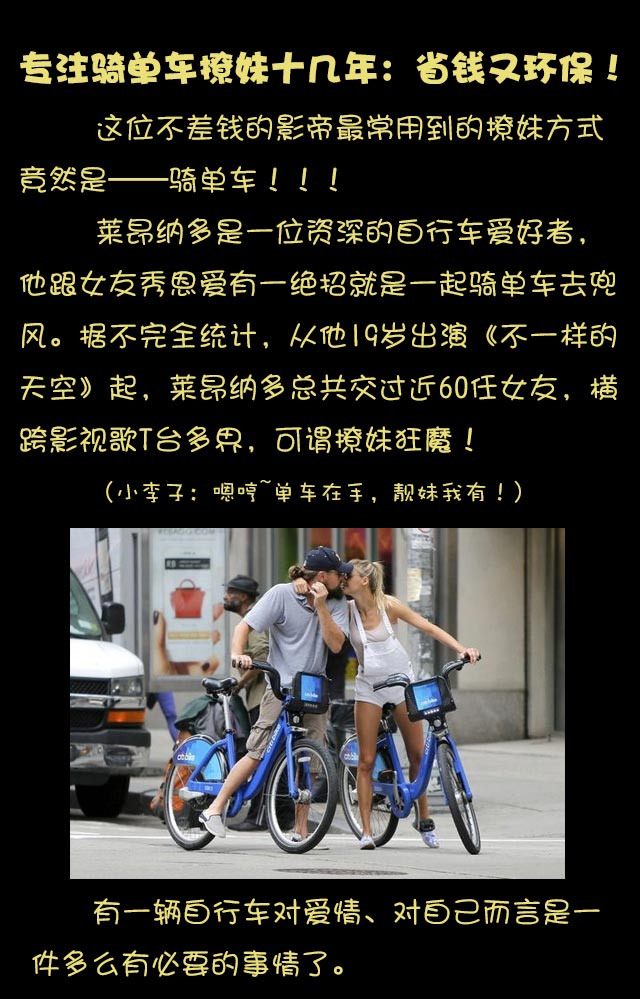 专注骑单车撩妹十几年：省钱又环保！
这位不差钱的影帝最常用到的撩妹方式
竟然是——骑单车！！！
莱昂纳多是一位资深的自行车爱好者，
他跟女友秀恩爱有一绝招就是一起骑单车去兜
风。据不完全统计，从他19岁出演《不一样的
天空》起，莱昂纳多总共交过近60任女友，横
跨影视歌T台多界，可谓撩妹狂魔！
（小李子：嗯哼~单车在手，靓妹我有！）
citi bike
citi bike
citi bike
有一辆自行车对爱情、对自己而言是一
件多么有必要的事情了。